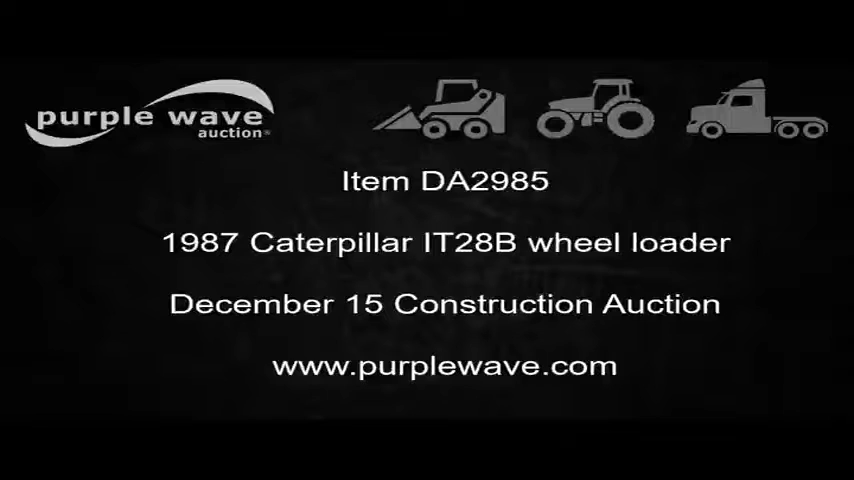 purple wave
auction®
Item DA2985
1987 Caterpillar IT28B wheel loader
December 15 Construction Auction
www.purplewave.com